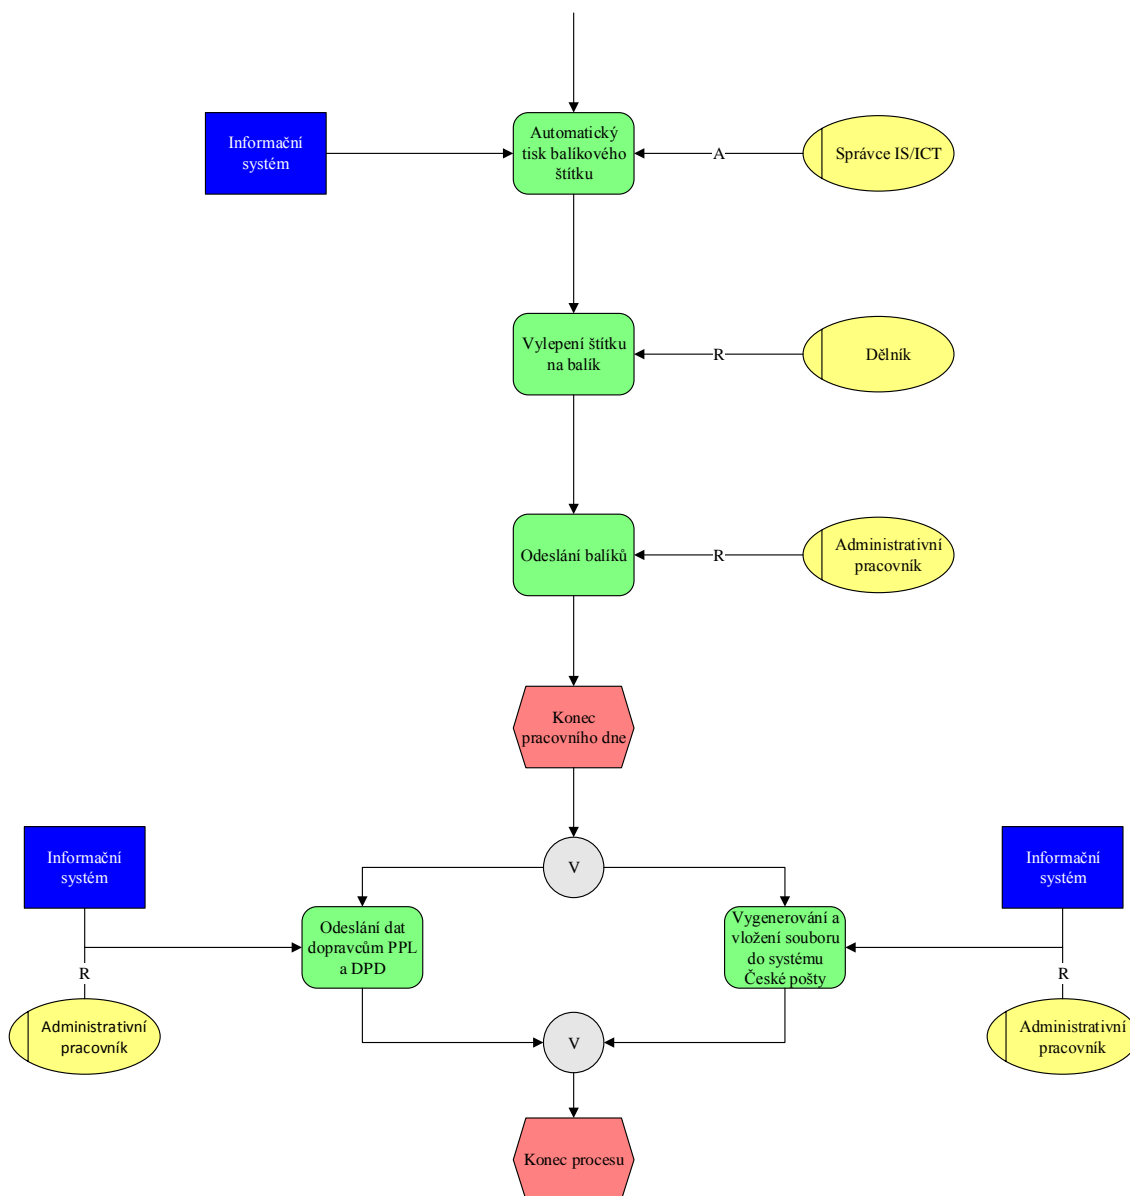 Informační
systém
Automatický
tisk balíkového
štítku
A
Správce IS/ICT
Vylepení štítku
na balík
R
Dělník
Odeslání balíků
R
Administrativní
pracovník
Konec
pracovního dne
V
Informační
systém
Informační
systém
Odeslání dat
dopravcům PPL
a DPD
Vygenerování a
vložení souboru
do systému
České pošty
R
R
Administrativní
pracovník
Administrativní
pracovník
V
Konec procesu